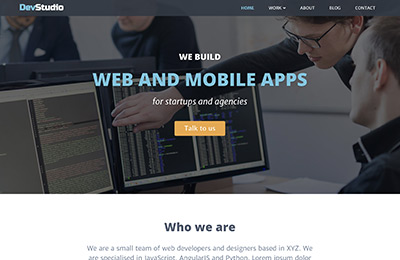 DevStudio
HOME WORK ABOUT BLOG CONTACT
WE BUILD
WEB AND MOBILE APPS
for startups and agencies
Talk to us
Who we are
We are a small team of web developers and designers based in XYZ. We
are specialised in JavaScript, AngularJS and Python. Lorem ipsum dolor